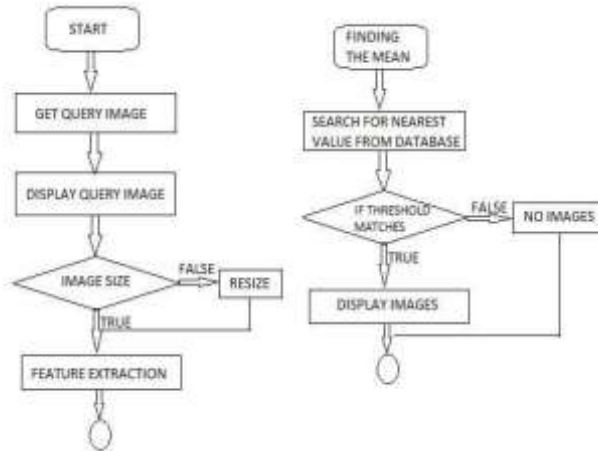 START
GET QUERY IMAGE
DISPLAY QUERY IMAGE
IMAGE SIZE
FALSE
RESIZE
TRUE
FEATURE EXTRACTION
FINDING
THE MEAN
SEARCH FOR NEAREST
VALUE FROM DATABASE
IF THRESHOLD
MATCHES
FALSE
NO IMAGES
TRUE
DISPLAY IMAGES